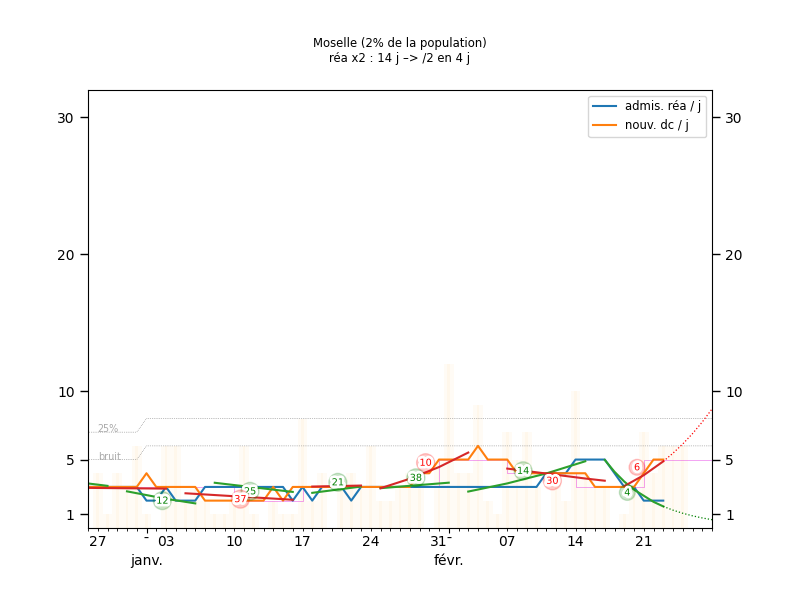 Moselle (2% de la population)
réa x2 : 14 j –> /2 en 4 j
admis. réa / j
nouv. dc / j
30 30
20 20
10 10
25%
bruit
5 5
1 1
10 14 6
38 21 30
12 25 37 4
27 - 03 10 17 24 31- 07 14 21
janv. févr.